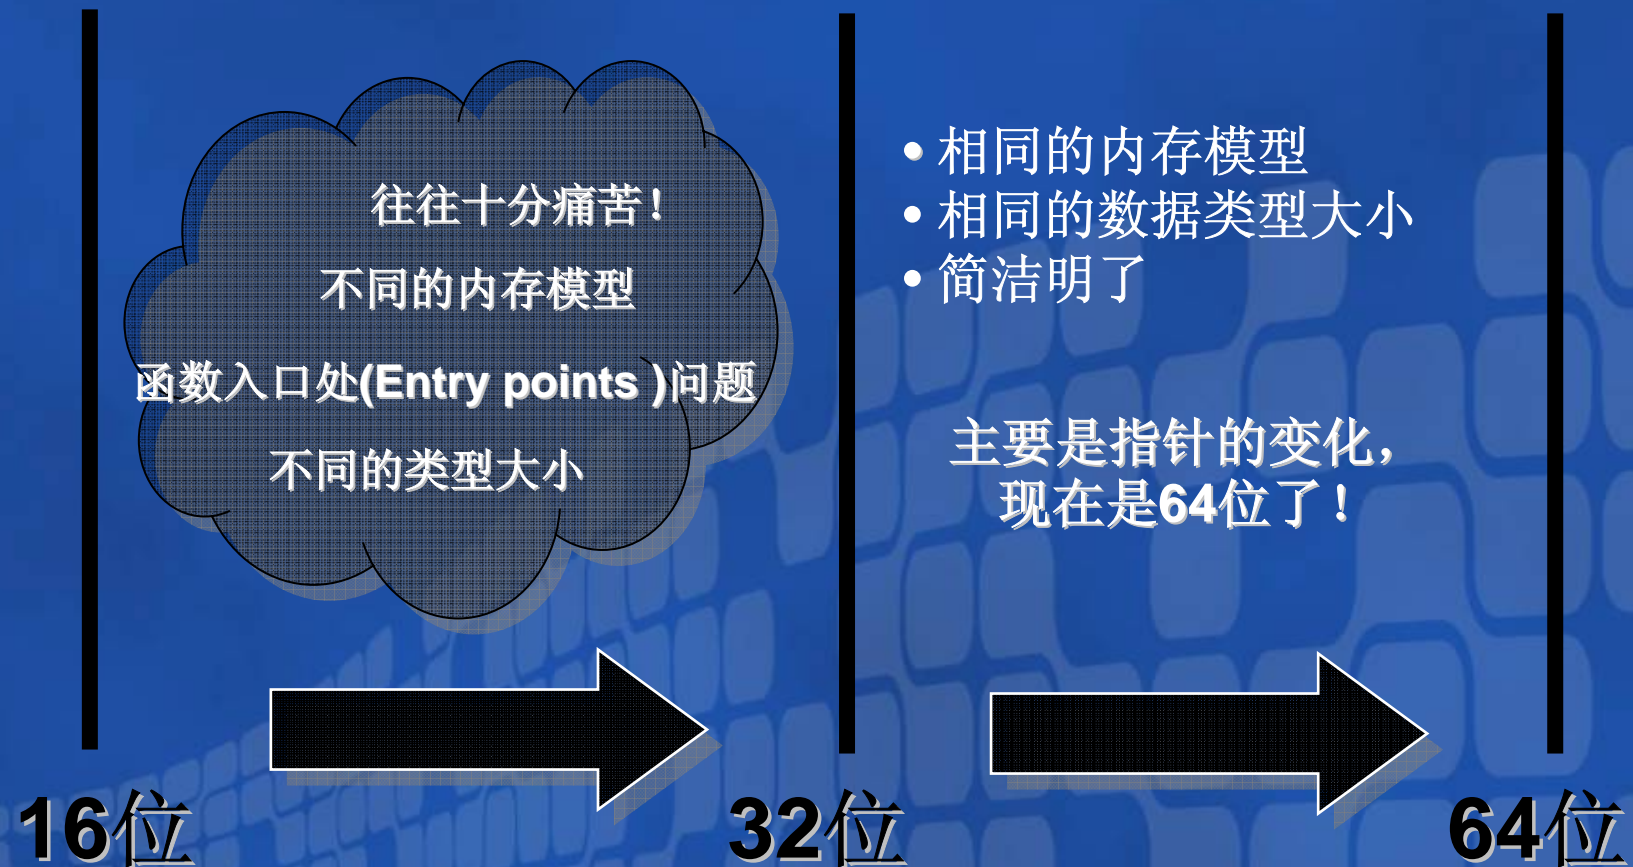 往往十分痛苦！
不同的内存模型
函数入口处(Entry points )问题
不同的类型大小
• 相同的内存模型
• 相同的数据类型大小
• 简洁明了
主要是指针的变化，
现在是64位了！
16位
32位
64位